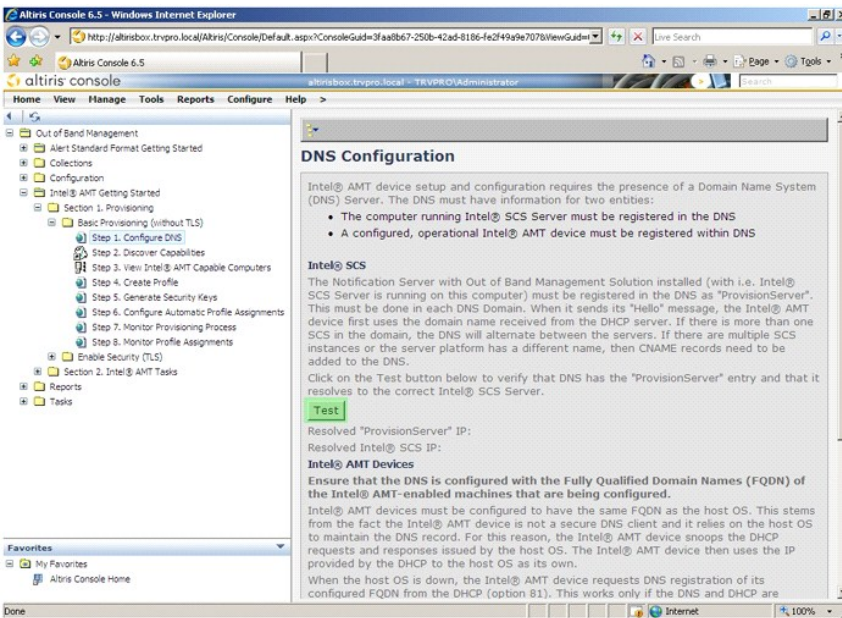 Altiris Console 6.5 - Windows Internet Explorer
http://altirisbox.trvpro.local/Altiris/Console/Default.aspx?ConsoleGuid=3faa8b67-250b-42ad-8186-fe2f49a9e707&ViewGuid=
Live Search
Altiris Console 6.5
Page
Tools
altiris console
altirisbox.trvpro.local - TRVPRO\Administrator
Search
Home View Manage Tools Reports Configure Help >
Out of Band Management
Alert Standard Format Getting Started
Collections
Configuration
Intel® AMT Getting Started
Section 1. Provisioning
Basic Provisioning (without TLS)
Step 1. Configure DNS
Step 2. Discover Capabilities
Step 3. View Intel® AMT Capable Computers
Step 4. Create Profile
Step 5. Generate Security Keys
Step 6. Configure Automatic Profile Assignments
Step 7. Monitor Provisioning Process
Step 8. Monitor Profile Assignments
Enable Security (TLS)
Section 2. Intel® AMT Tasks
Reports
Tasks
Favorites
My Favorites
Altiris Console Home
DNS Configuration
Intel® AMT device setup and configuration requires the presence of a Domain Name System
(DNS) Server. The DNS must have information for two entities:
• The computer running Intel® SCS Server must be registered in the DNS
• A configured, operational Intel® AMT device must be registered within DNS
Intel® SCS
The Notification Server with Out of Band Management Solution installed (with i.e. Intel®
SCS Server is running on this computer) must be registered in the DNS as "ProvisionServer".
This must be done in each DNS Domain. When it sends its "Hello" message, the Intel® AMT
device first uses the domain name received from the DHCP server. If there is more than one
SCS in the domain, the DNS will alternate between the servers. If there are multiple SCS
instances or the server platform has a different name, then CNAME records need to be
added to the DNS.
Click on the Test button below to verify that DNS has the "ProvisionServer" entry and that it
resolves to the correct Intel® SCS Server.
Test
Resolved "ProvisionServer" IP:
Resolved Intel® SCS IP:
Intel® AMT Devices
Ensure that the DNS is configured with the Fully Qualified Domain Names (FQDN) of
the Intel® AMT-enabled machines that are being configured.
Intel® AMT devices must be configured to have the same FQDN as the host OS. This stems
from the fact the Intel® AMT device is not a secure DNS client and it relies on the host OS
to maintain the DNS record. For this reason, the Intel® AMT device snoops the DHCP
requests and responses issued by the host OS. The Intel® AMT device then uses the IP
provided by the DHCP to the host OS as its own.
When the host OS is down, the Intel® AMT device requests DNS registration of its
configured FQDN from the DHCP (option 81). This works only if the DNS and DHCP are
Done
Internet
100%